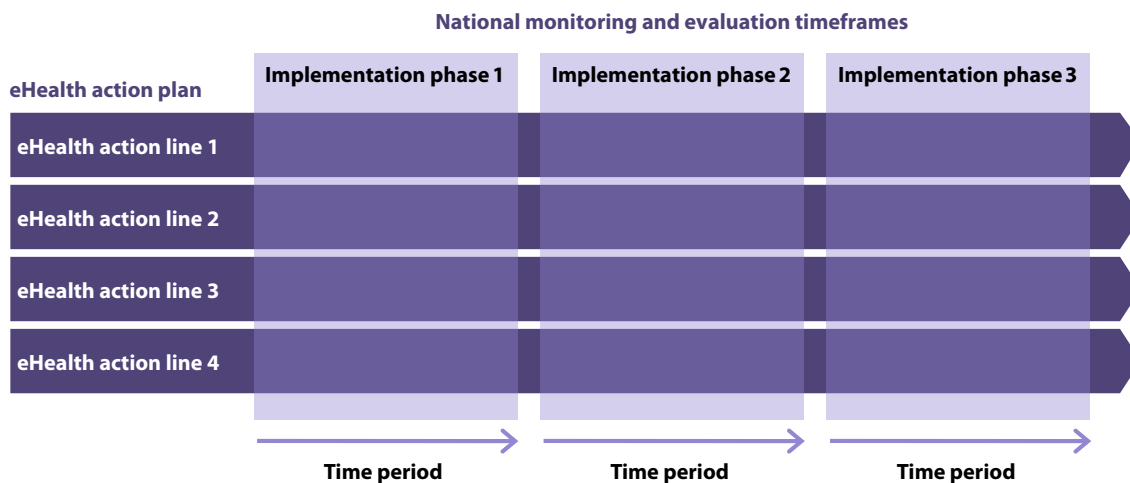 National monitoring and evaluation timeframes
Implementation phase 1
Implementation phase 2
Implementation phase 3
eHealth action plan
eHealth action line 1
eHealth action line 2
eHealth action line 3
eHealth action line 4
Time period
Time period
Time period